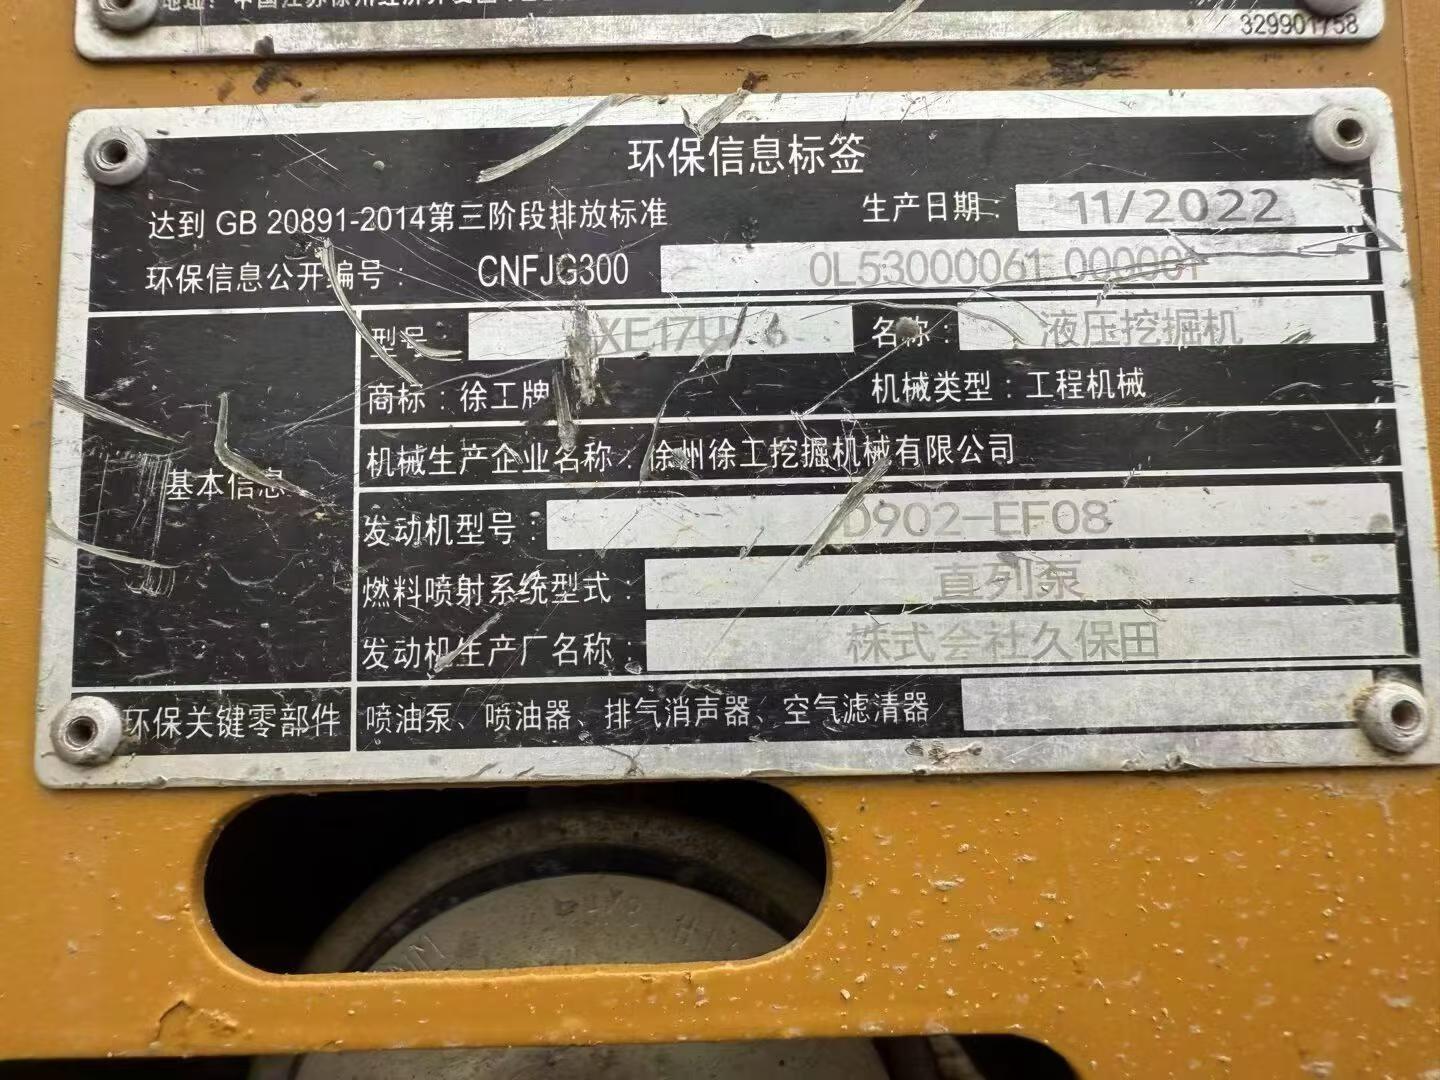 329901758
环保信息标签
达到 GB 20891-2014第三阶段排放标准 生产日期: 11/2022
环保信息公开编号: CNFJG300 0L53000061 000001
基本信息
型号: XE17U 6 名称: 液压挖掘机
商标: 徐工牌 机械类型: 工程机械
机械生产企业名称: 徐州徐工挖掘机械有限公司
发动机型号: D902-EF08
燃料喷射系统型式: 直列泵
发动机生产厂名称: 株式会社久保田
环保关键零部件 喷油泵、喷油器、排气消声器、空气滤清器